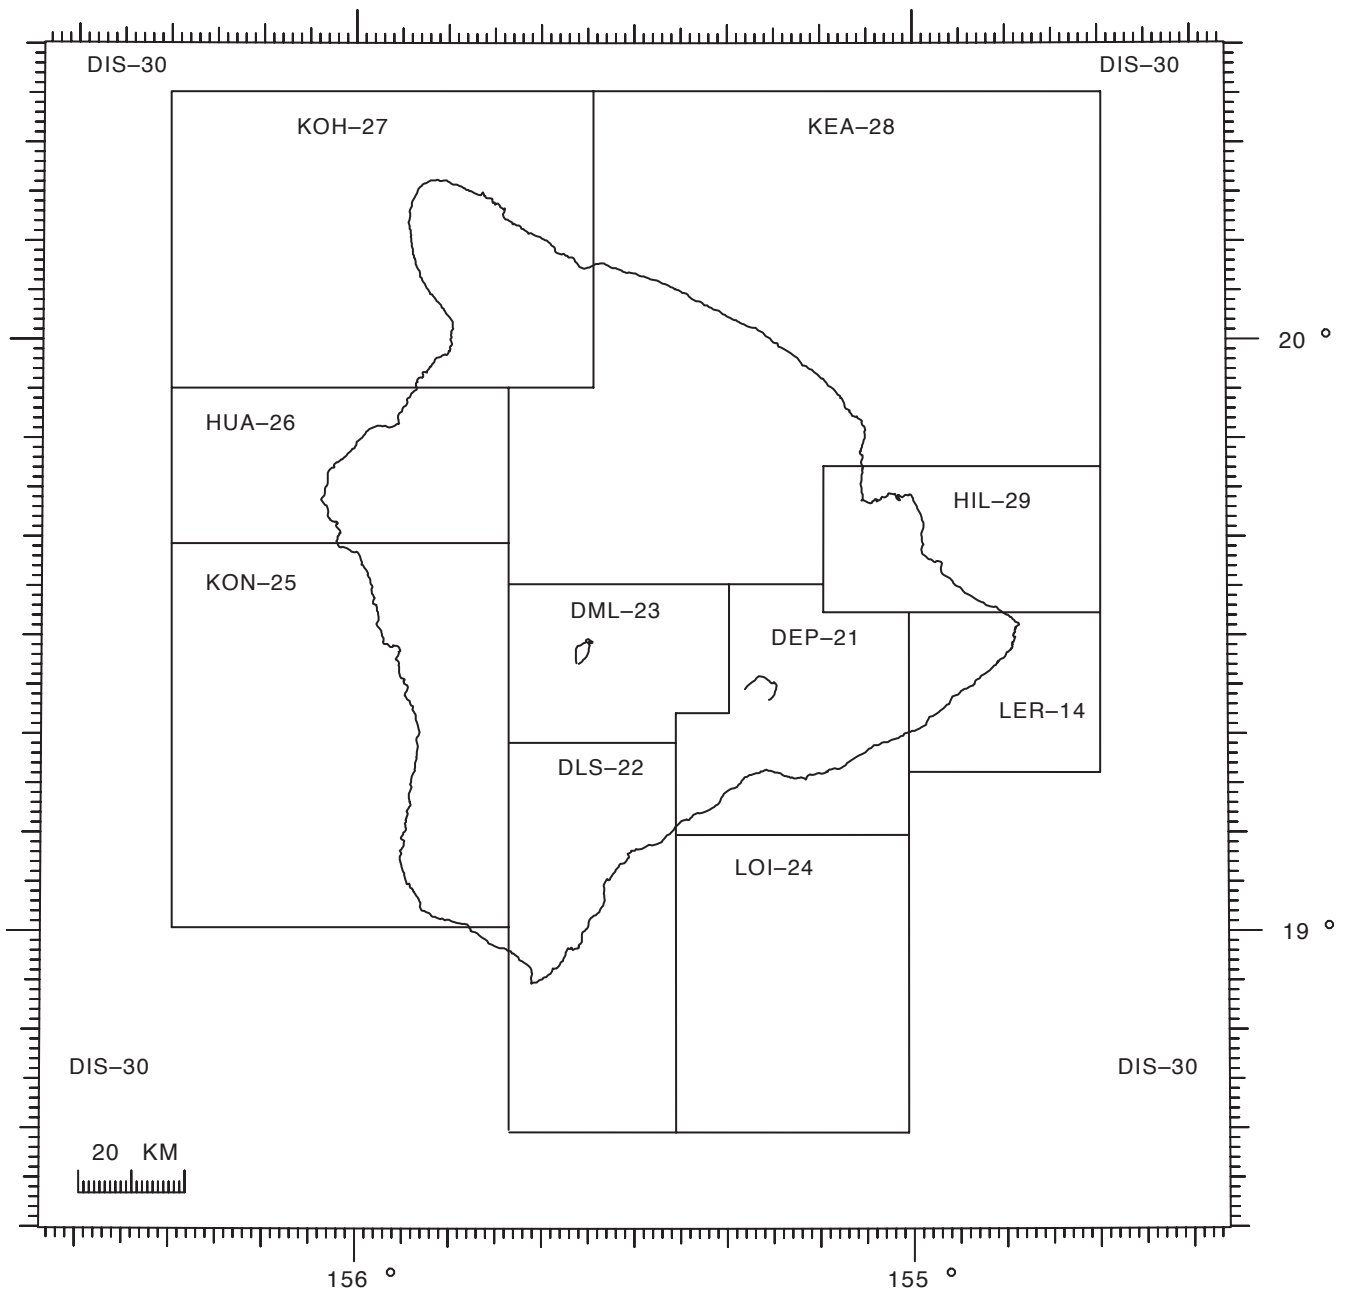 DIS–30
DIS–30
KOH–27
KEA–28
20 °
HUA–26
HIL–29
KON–25
DML–23
DEP–21
LER–14
DLS–22
LOI–24
19 °
DIS–30
DIS–30
20 KM
156 °
155 °